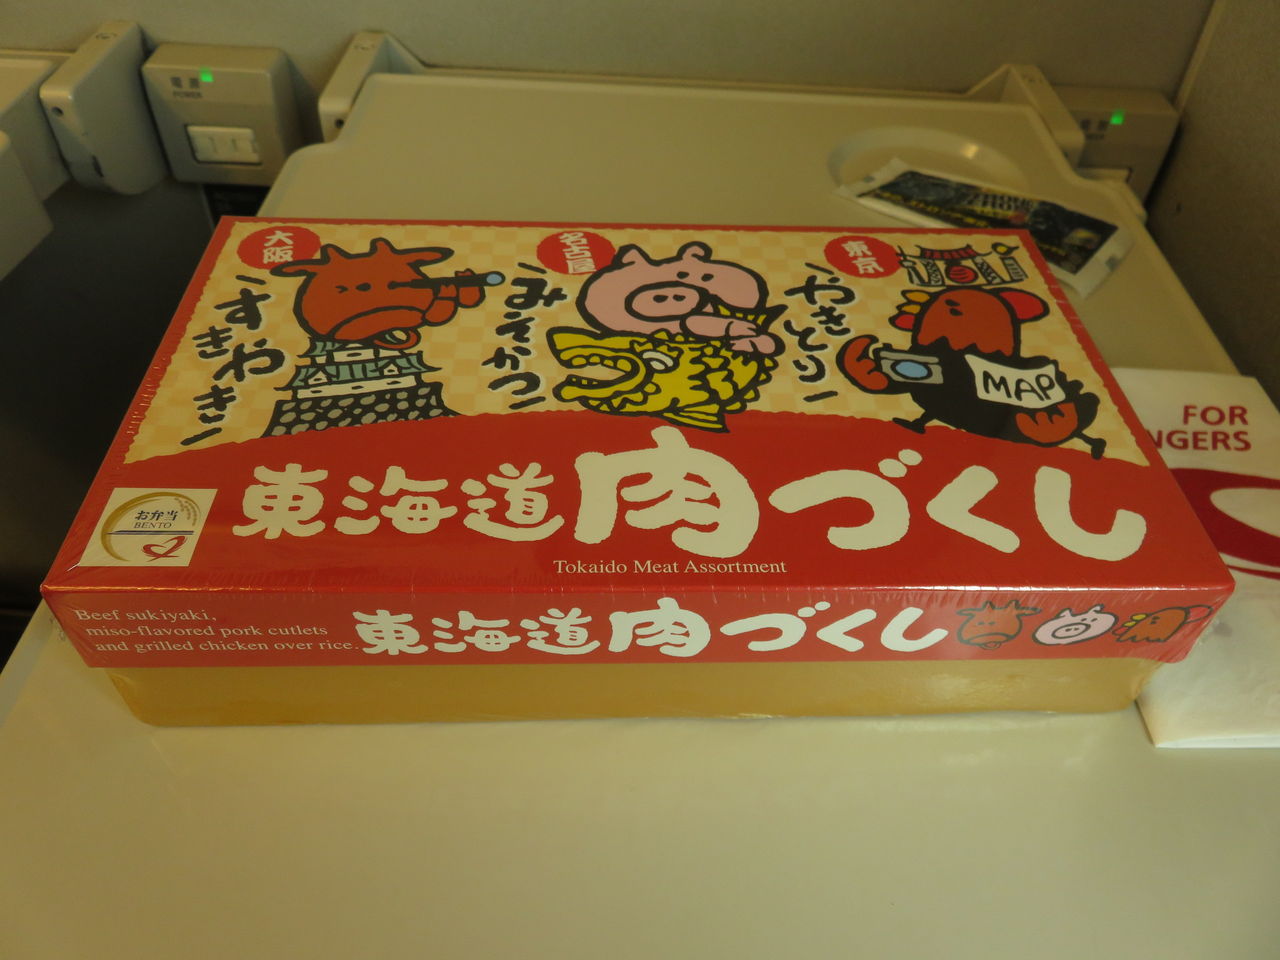 電源
POWER
大阪
すきやき
名古屋
みそかつ
東京
やきとり
MAP
東海道肉づくし
Tokaido Meat Assortment
お弁当
BENTO
Beef sukiyaki,
miso-flavored pork cutlets
and grilled chicken over rice.
東海道肉づくし
FOR
NGERS